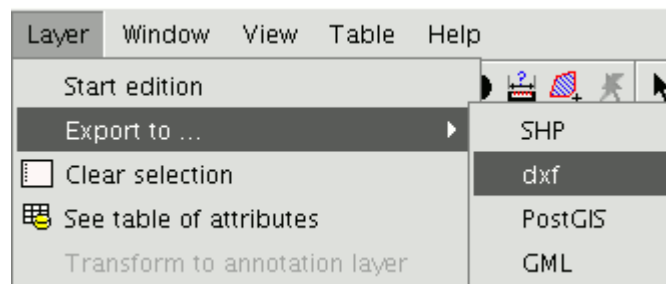 Layer Window View Table Help
Start edition
Export to ...
SHP
Clear selection
dxf
See table of attributes
PostGIS
Transform to annotation layer
GML